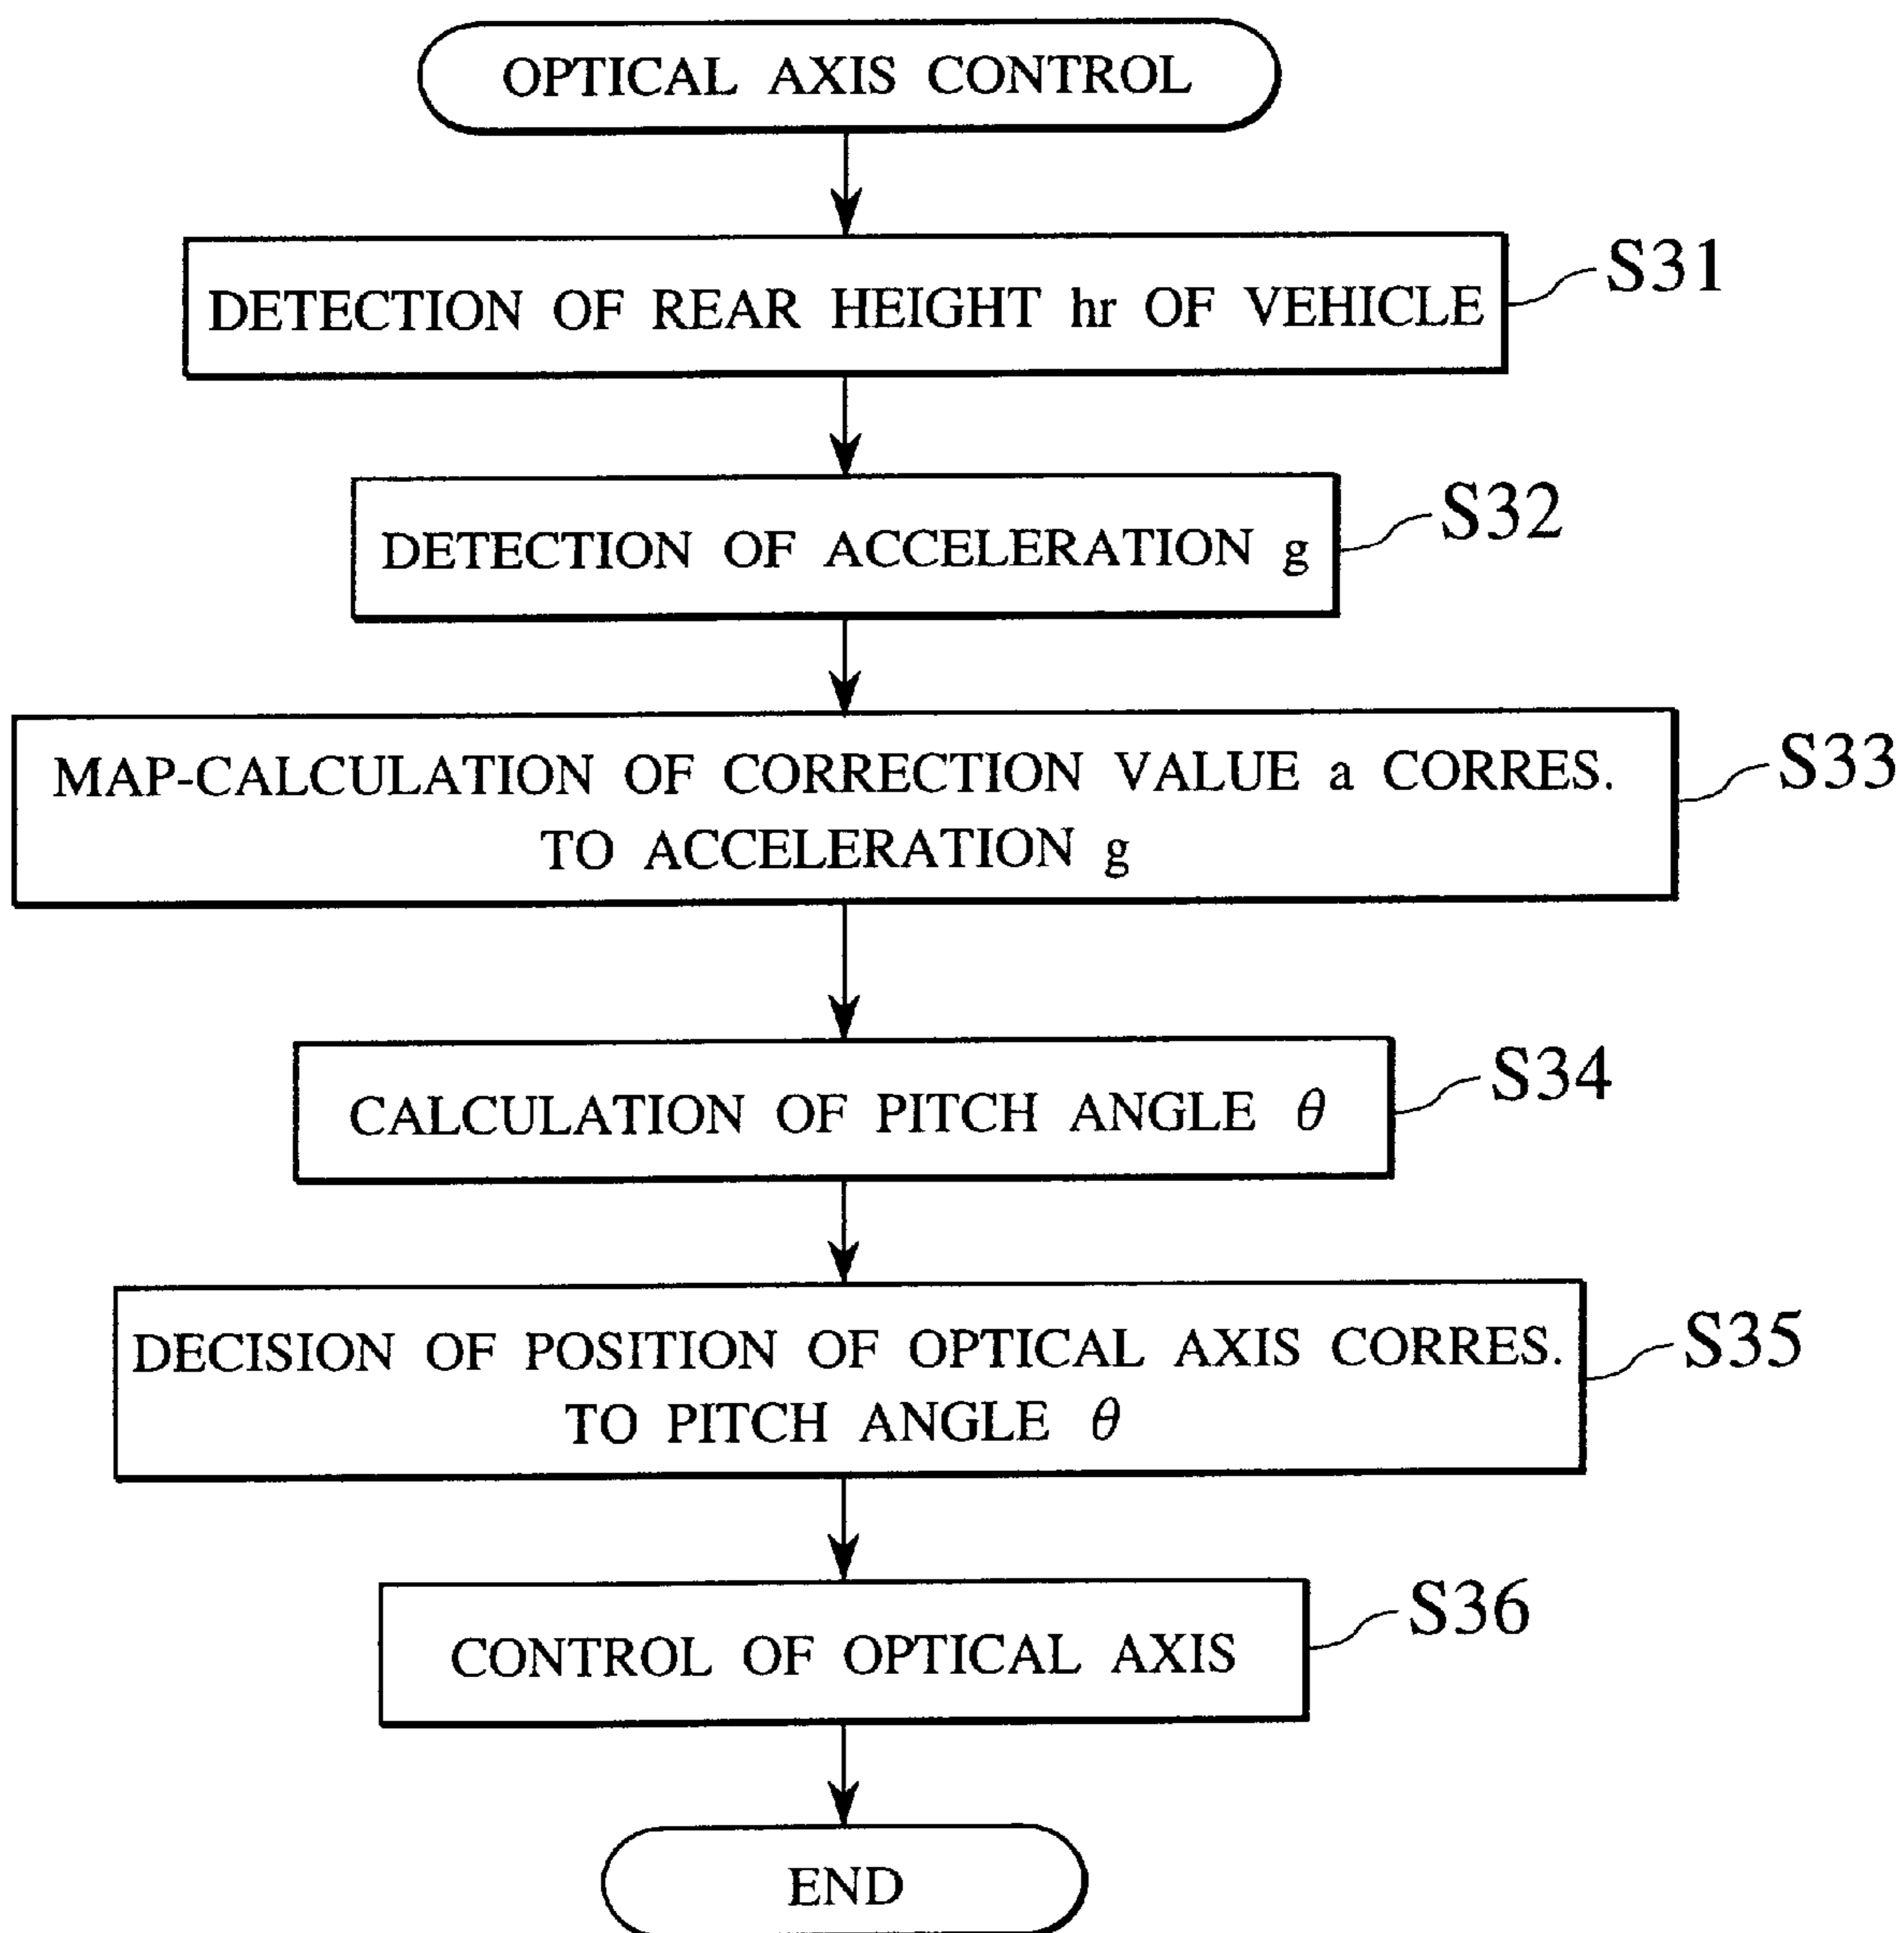 OPTICAL AXIS CONTROL
DETECTION OF REAR HEIGHT hr OF VEHICLE
S31
DETECTION OF ACCELERATION g
S32
MAP-CALCULATION OF CORRECTION VALUE a CORRES.
TO ACCELERATION g
S33
CALCULATION OF PITCH ANGLE θ
S34
DECISION OF POSITION OF OPTICAL AXIS CORRES.
TO PITCH ANGLE θ
S35
CONTROL OF OPTICAL AXIS
S36
END